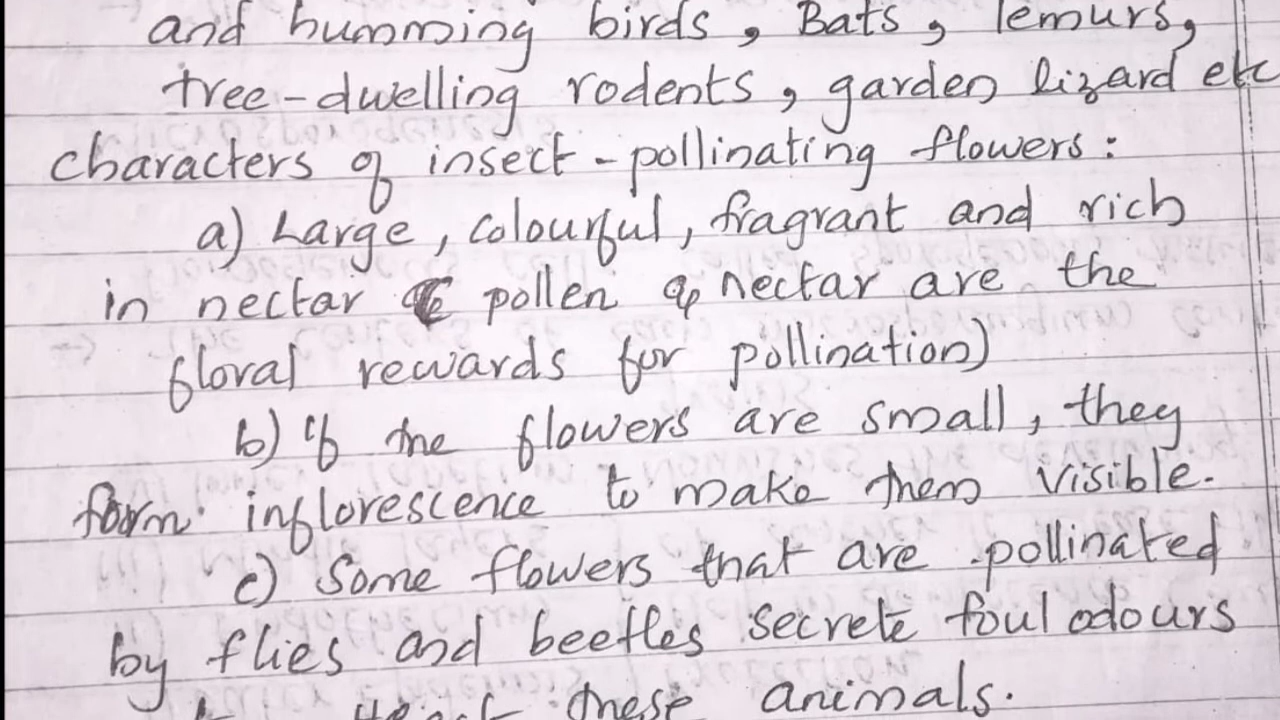 and humming birds, Bats, lemurs,
tree-dwelling rodents, garden lizard etc
characters of insect-pollinating flowers:
a) Large, colourful, fragrant and rich
in nectar pollen & nectar are the
floral rewards for pollination)
b) If the flowers are small, they
form inflorescence to make them visible.
c) Some flowers that are pollinated
by flies and beetles secrete foul odours
these animals.